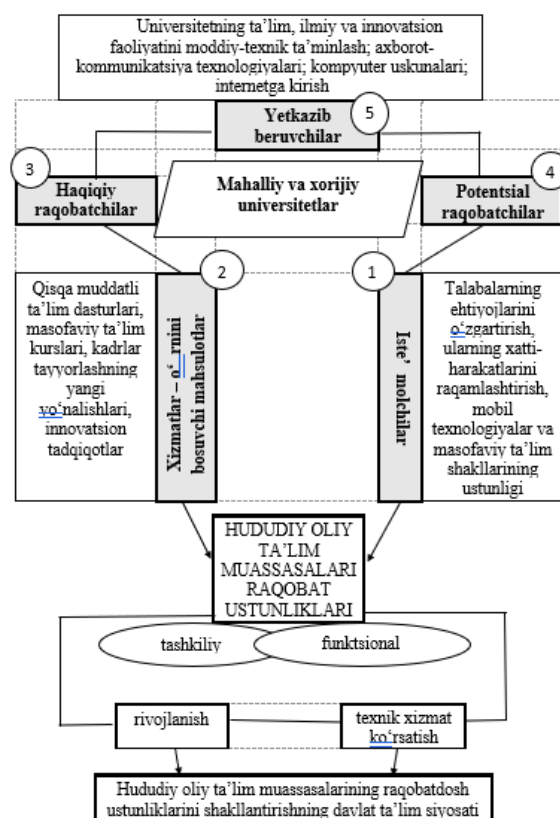 Universitetning ta’lim, ilmiy va innovatsion
faoliyatini moddiy-texnik ta’minlash; axborot-
kommunikatsiya texnologiyalari; kompyuter uskunalari;
internetga kirish
5
Yetkazib
beruvchilar
3
Haqiqiy
raqobatchilar
Mahalliy va xorijiy
universitetlar
4
Potentsial
raqobatchilar
2
1
Qisqa muddatli
ta’lim dasturlari,
masofaviy ta’lim
kurslari, kadrlar
tayyorlashning
yangi
yo‘nalishlari,
innovatsion
tadqiqotlar
Xizmatlar – o‘rnini
bosuvchi mahsulotlar
Iste’molchilar
Talabalarning
ehtiyojlarini
o‘zgartirish,
ularning xatti-
harakatlarini
raqamlashtirish,
mobil
texnologiyalar va
masofaviy ta’lim
shakllarining
ustunligi
HUDUDIY OLIY
TA’LIM
MUASSASALARI
RAQOBAT
USTUNLIKLARI
tashkiliy
funktsional
rivojlanish
texnik xizmat
ko‘rsatish
Hududiy oliy ta’lim muassasalarining raqobatdosh
ustunliklarini shakllantirishning davlat ta’lim siyosati